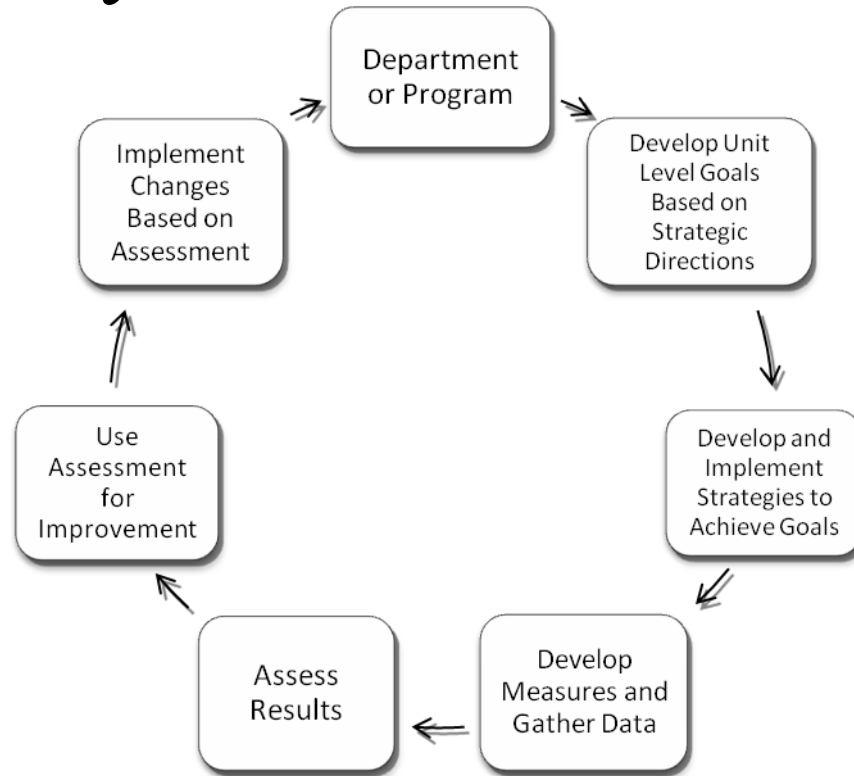 Department
or Program
Develop Unit
Level Goals
Based on
Strategic
Directions
Develop and
Implement
Strategies to
Achieve Goals
Develop
Measures and
Gather Data
Assess
Results
Use
Assessment
for
Improvement
Implement
Changes
Based on
Assessment